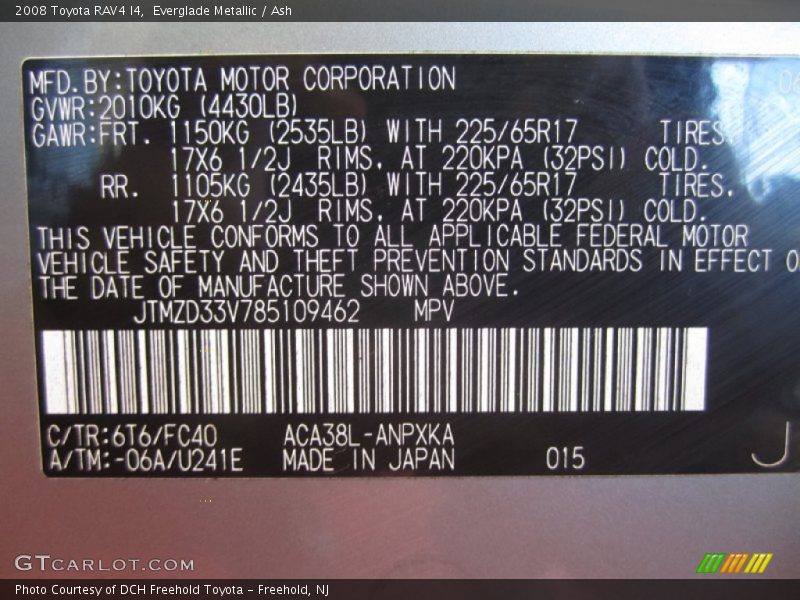 2008 Toyota RAV4 I4,  Everglade Metallic / Ash
MFD.BY:TOYOTA MOTOR CORPORATION
GVWR:2010KG (4430LB)
GAWR:FRT. 1150KG (2535LB) WITH 225/65R17 TIRES
17X6 1/2J RIMS, AT 220KPA (32PSI) COLD.
RR. 1105KG (2435LB) WITH 225/65R17 TIRES,
17X6 1/2J RIMS, AT 220KPA (32PSI) COLD.
THIS VEHICLE CONFORMS TO ALL APPLICABLE FEDERAL MOTOR
VEHICLE SAFETY AND THEFT PREVENTION STANDARDS IN EFFECT O
THE DATE OF MANUFACTURE SHOWN ABOVE.
JTMZD33V785109462 MPV
C/TR:6T6/FC40 ACA38L-ANPXKA
A/TM:-06A/U241E MADE IN JAPAN 015 J
GTCARLOT.COM
Photo Courtesy of DCH Freehold Toyota - Freehold, NJ